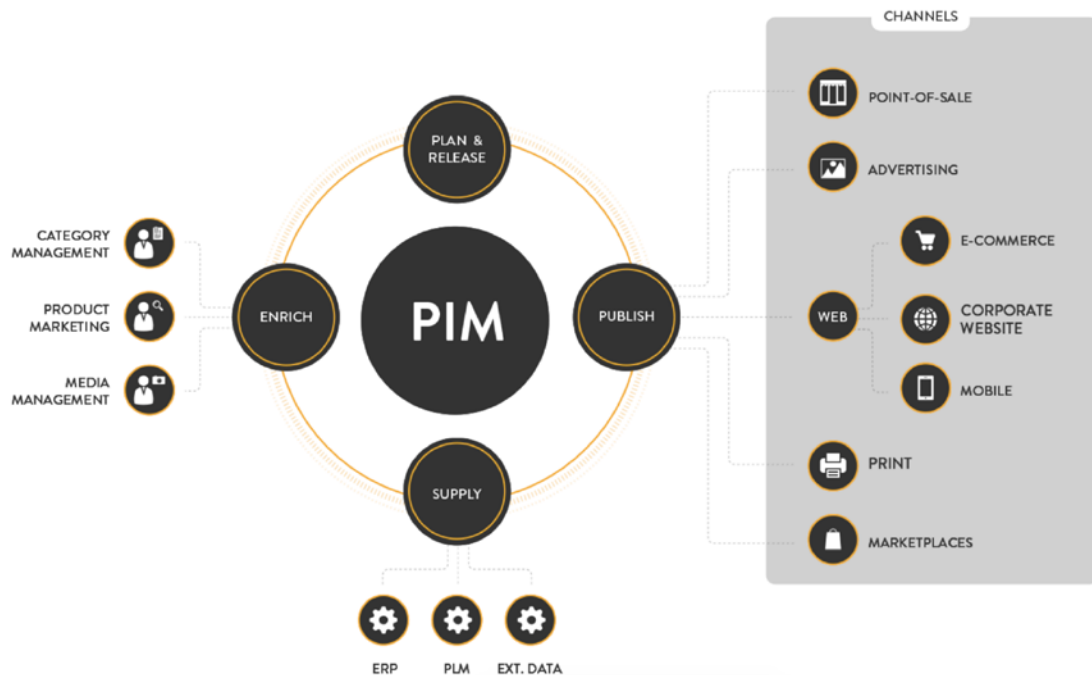 CHANNELS
POINT-OF-SALE
PLAN &
RELEASE
ADVERTISING
CATEGORY
MANAGEMENT
E-COMMERCE
PRODUCT
MARKETING
ENRICH
PIM
PUBLISH
WEB
CORPORATE
WEBSITE
MEDIA
MANAGEMENT
MOBILE
PRINT
SUPPLY
MARKETPLACES
ERP
PLM
EXT. DATA